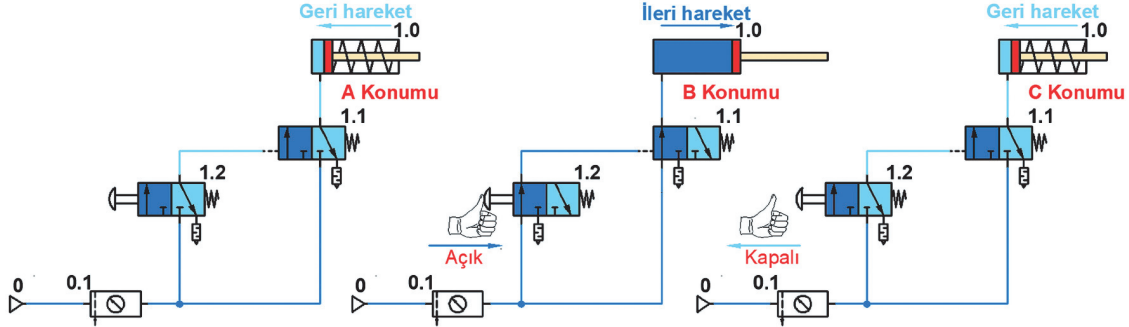 Geri hareket
1.0
A Konumu
1.1
1.2
0
0.1
İleri hareket
1.0
B Konumu
1.1
1.2
Açık
0
0.1
Geri hareket
1.0
C Konumu
1.1
1.2
Kapalı
0
0.1